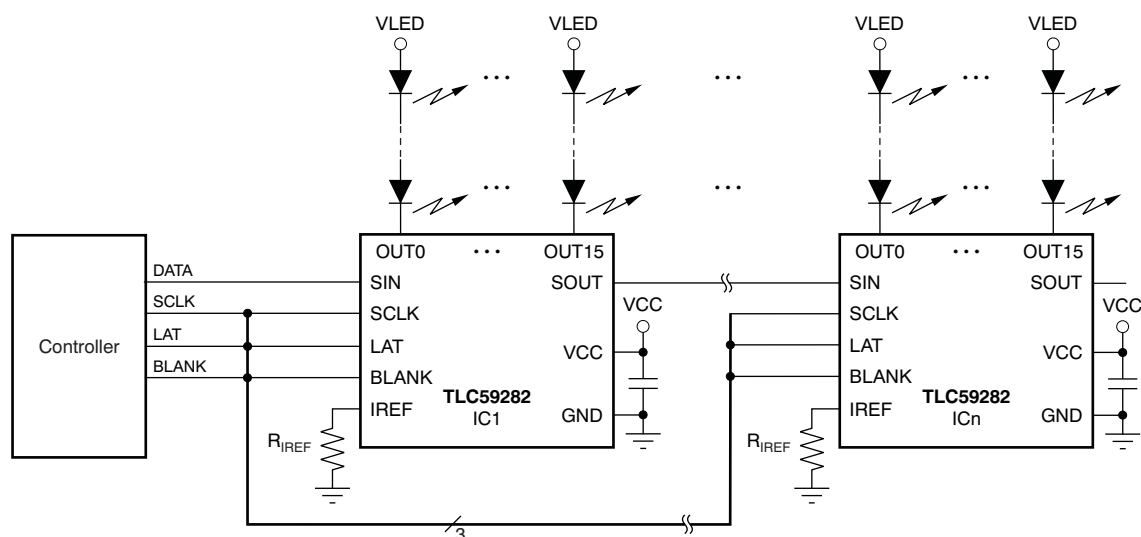 VLED VLED VLED VLED
... ... ...
... ... ...
OUT0 ... OUT15 OUT0 ... OUT15
DATA SIN SOUT SIN SOUT
SCLK SCLK VCC SCLK VCC
Controller LAT LAT VCC LAT VCC
BLANK BLANK BLANK
TLC59282 TLC59282
IREF IC1 GND IREF ICn GND
RIREF RIREF
3